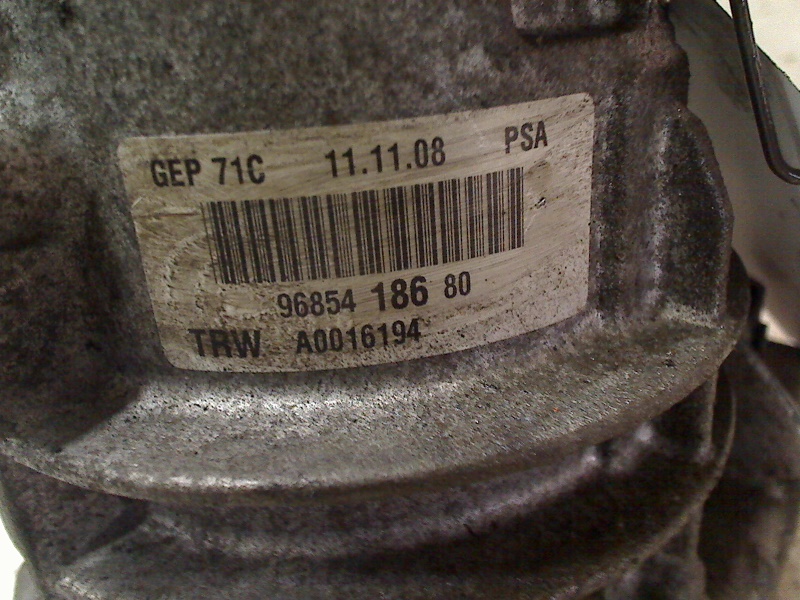 GEP 71C 11.11.08 PSA
96854 186 80
TRW A0016194